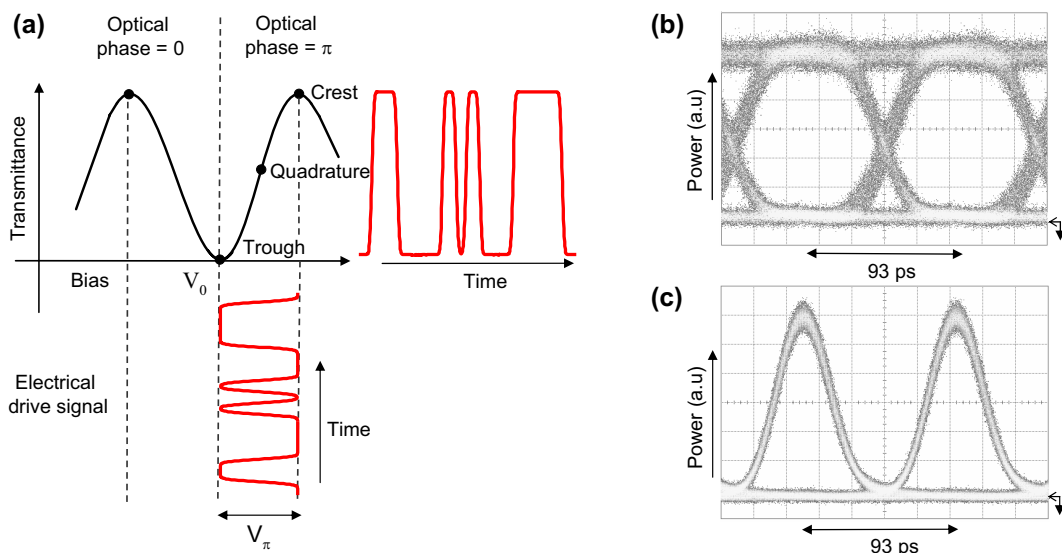 (a)
Optical
phase = 0
Optical
phase = π
Crest
Quadrature
Trough
Transmittance
Bias
V₀
Time
Electrical
drive signal
Time
Vπ
(b)
Power (a.u)
93 ps
(c)
Power (a.u)
93 ps